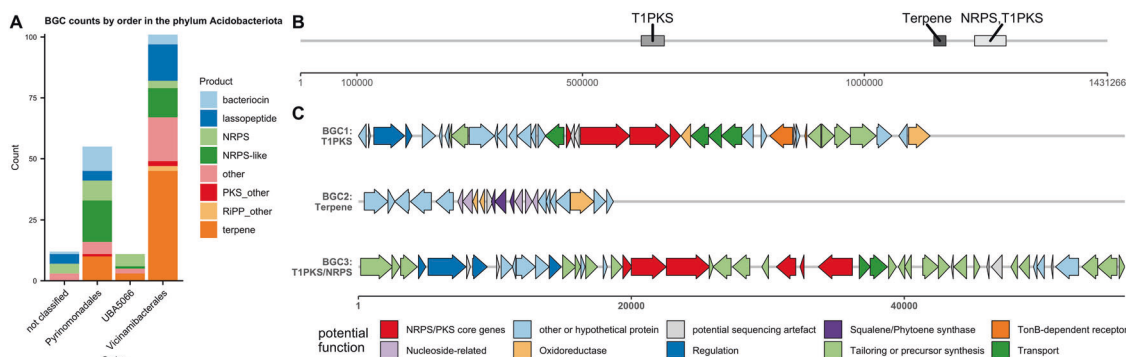 A
BGC counts by order in the phylum Acidobacteriota
Count
100
75
50
25
0
not classified
Pyrinomonadales
UBA5066
Vicinamibacterales
Product
bacteriocin
lassopeptide
NRPS
NRPS-like
other
PKS_other
RiPP_other
terpene
B
T1PKS
Terpene
NRPS,T1PKS
1
100000
500000
1000000
1431266
C
BGC1:
T1PKS
BGC2:
Terpene
BGC3:
T1PKS/NRPS
1
20000
40000
potential
function
NRPS/PKS core genes
other or hypothetical protein
potential sequencing artefact
Squalene/Phytoene synthase
TonB-dependent receptor
Nucleoside-related
Oxidoreductase
Regulation
Tailoring or precursor synthesis
Transport